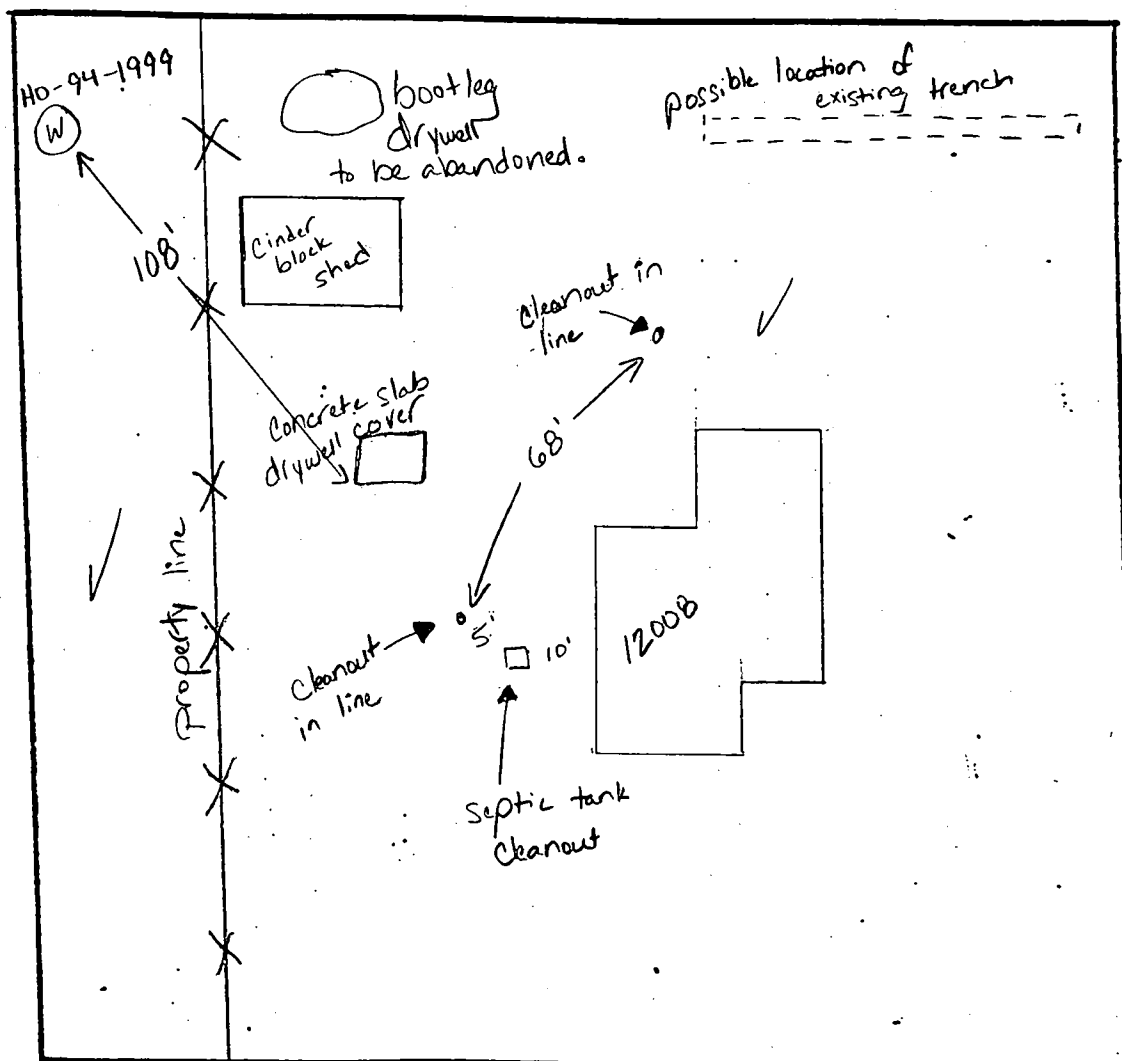 HO-94-1999
W
bootleg
drywell
to be abandoned.
possible location of
existing trench
108'
Cinder
block
shed
Cleanout in
line
Concrete slab
drywell cover
68'
property line
5'
10'
12008
Cleanout
in line
Septic tank
Cleanout